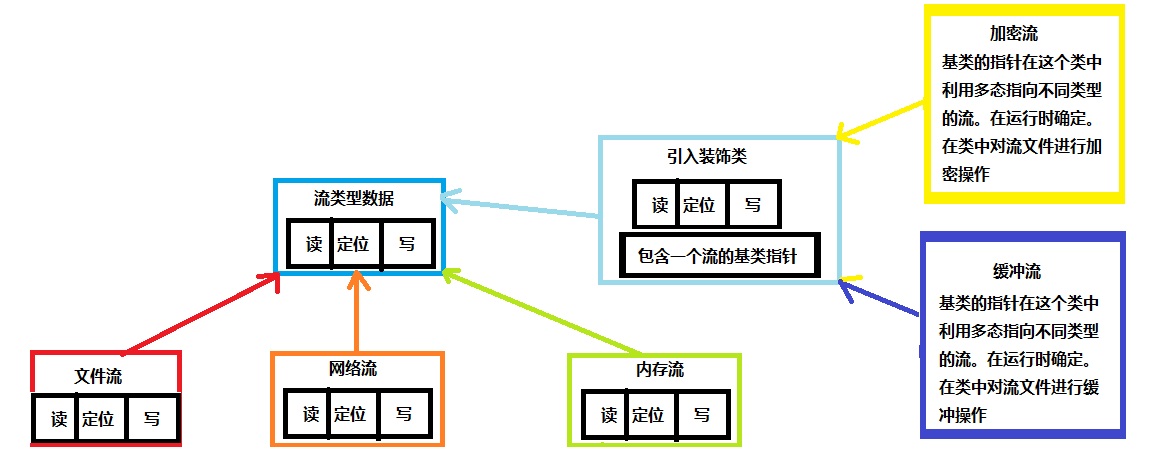 加密流
基类的指针在这个类中
利用多态指向不同类型
的流。在运行时确定。
在类中对流文件进行加
密操作
引入装饰类
读 定位 写
包含一个流的基类指针
流类型数据
读 定位 写
缓冲流
基类的指针在这个类中
利用多态指向不同类型
的流。在运行时确定。
在类中对流文件进行缓
冲操作
文件流
读 定位 写
网络流
读 定位 写
内存流
读 定位 写